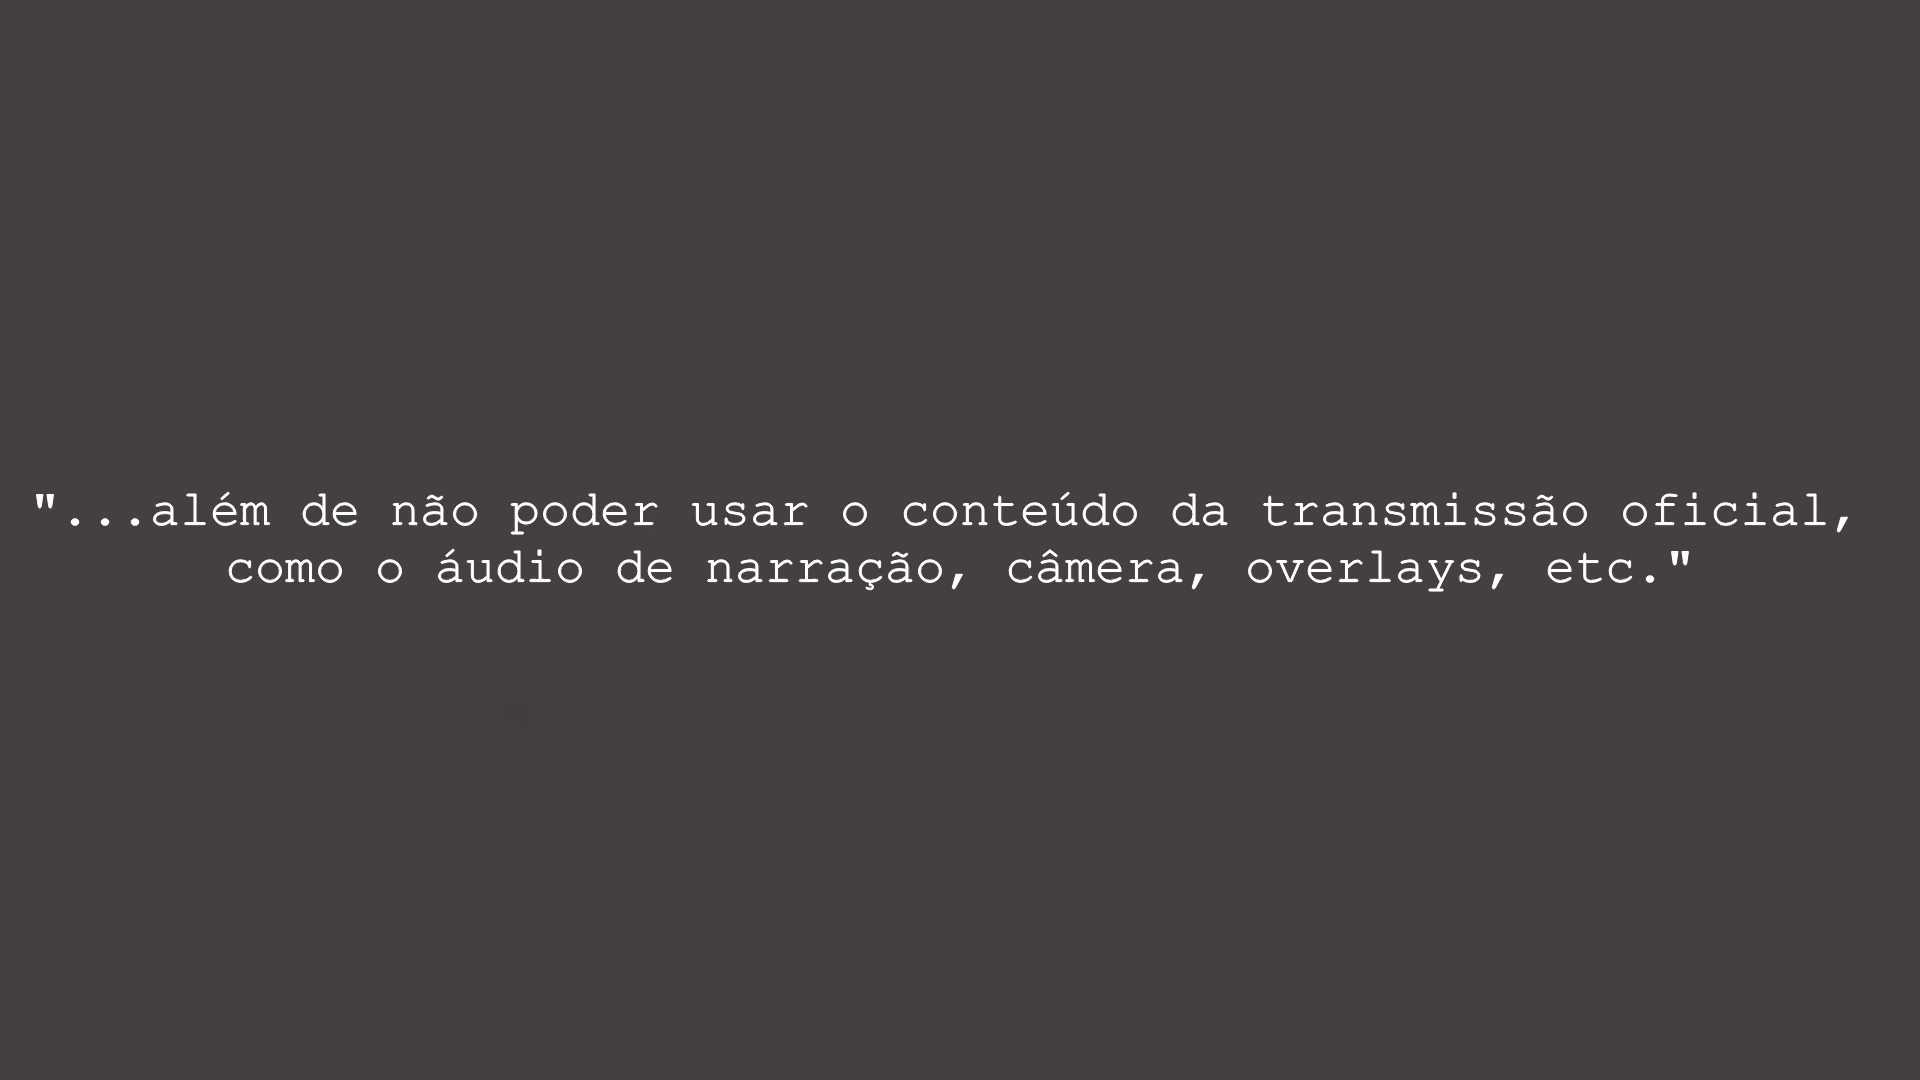 "...além de não poder usar o conteúdo da transmissão oficial,
como o áudio de narração, câmera, overlays, etc."